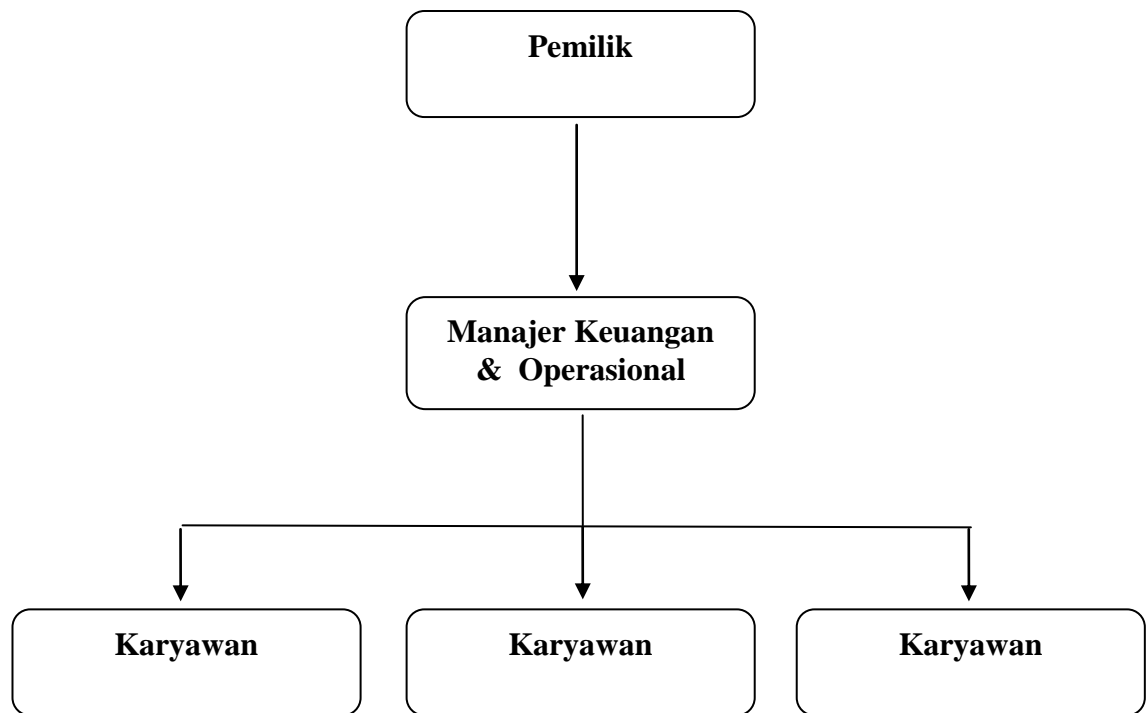 Pemilik
Manajer Keuangan
& Operasional
Karyawan
Karyawan
Karyawan